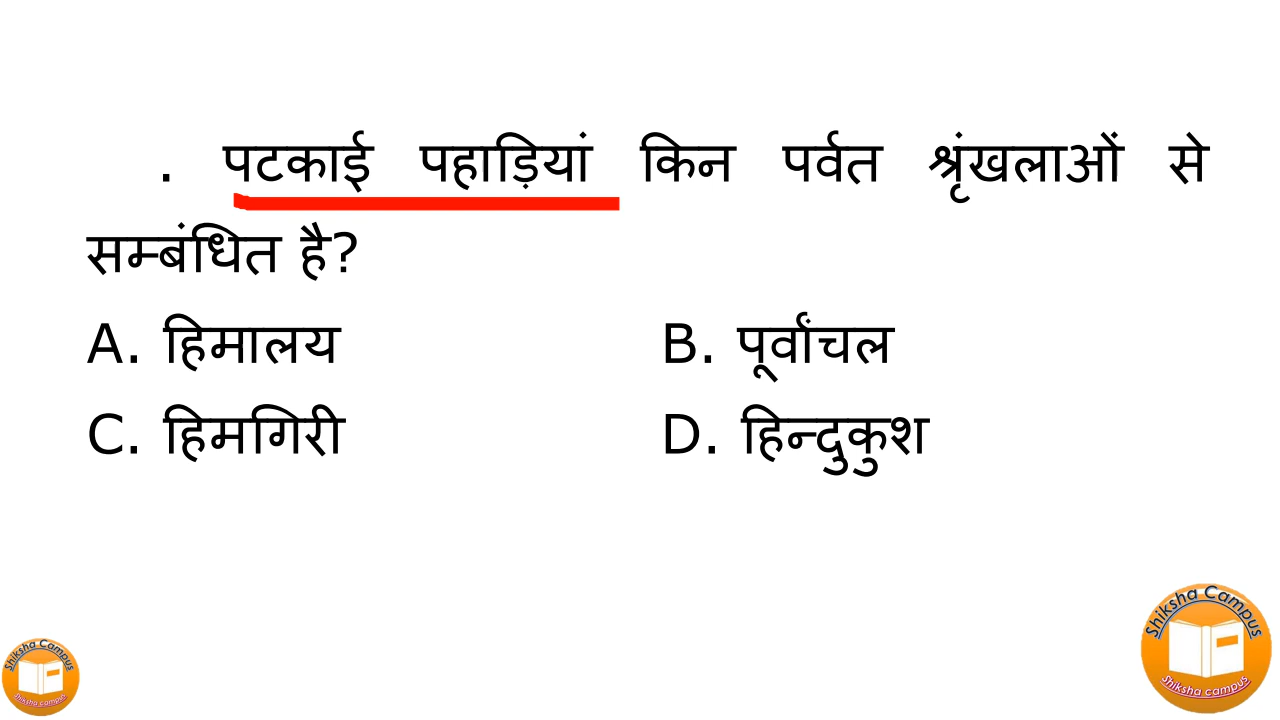 . पटकाई पहाड़ियां किन पर्वत श्रृंखलाओं से
सम्बंधित है?
A. हिमालय B. पूर्वांचल
C. हिमगिरी D. हिन्दुकुश
Shiksha Campus
Shiksha campus
Shiksha Campus
Shiksha campus